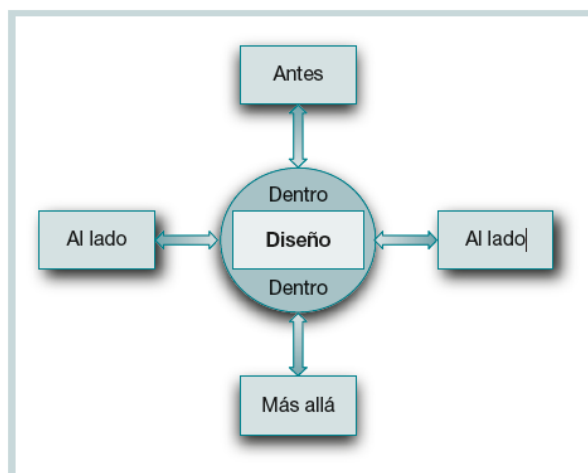 Antes
Dentro
Al lado
Diseño
Al lado
Dentro
Más allá